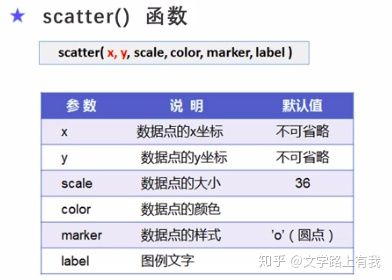 ★ scatter() 函数
scatter( x, y, scale, color, marker, label )
参数 说明 默认值
x 数据点的x坐标 不可省略
y 数据点的y坐标 不可省略
scale 数据点的大小 36
color 数据点的颜色
marker 数据点的样式 'o'（圆点）
label 图例文字
知乎 @文学路上有我